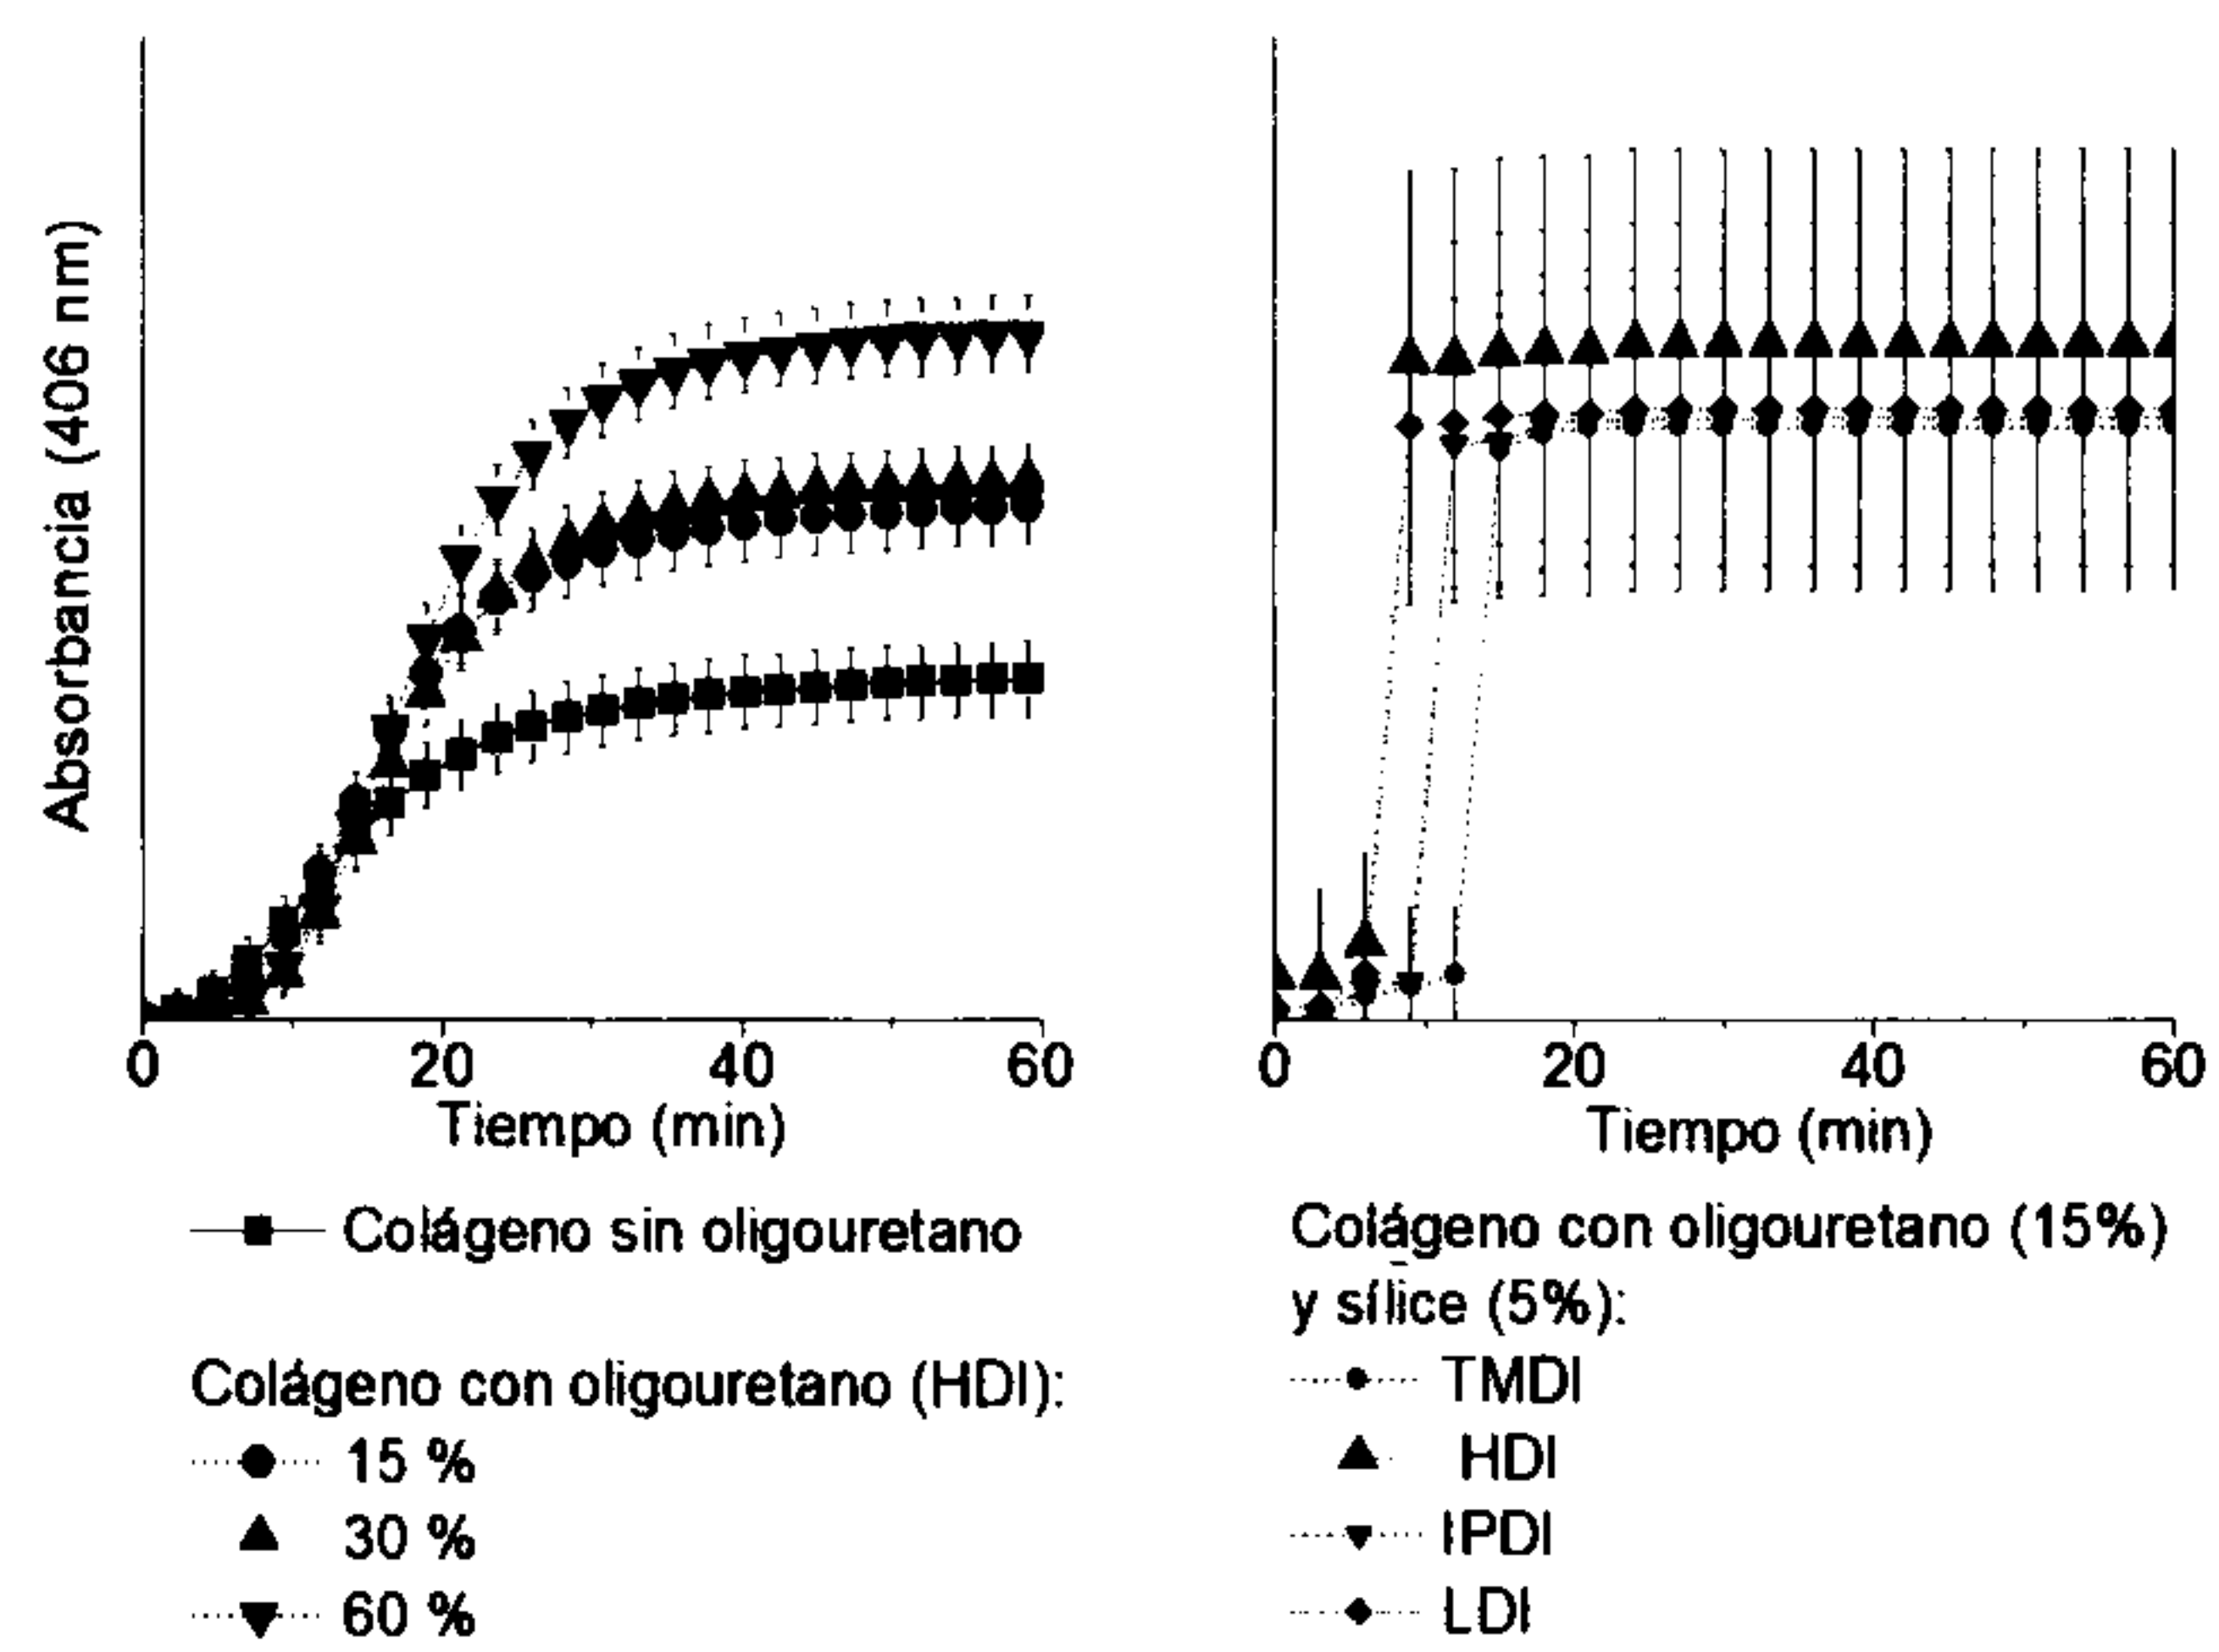 Absorbancia (406 nm)
0 20 40 60
Tiempo (min)
Colágeno sin oligouretano
Colágeno con oligouretano (HDI):
15 %
30 %
60 %
0 20 40 60
Tiempo (min)
Colágeno con oligouretano (15%)
y sílice (5%):
TMDI
HDI
IPDI
LDI